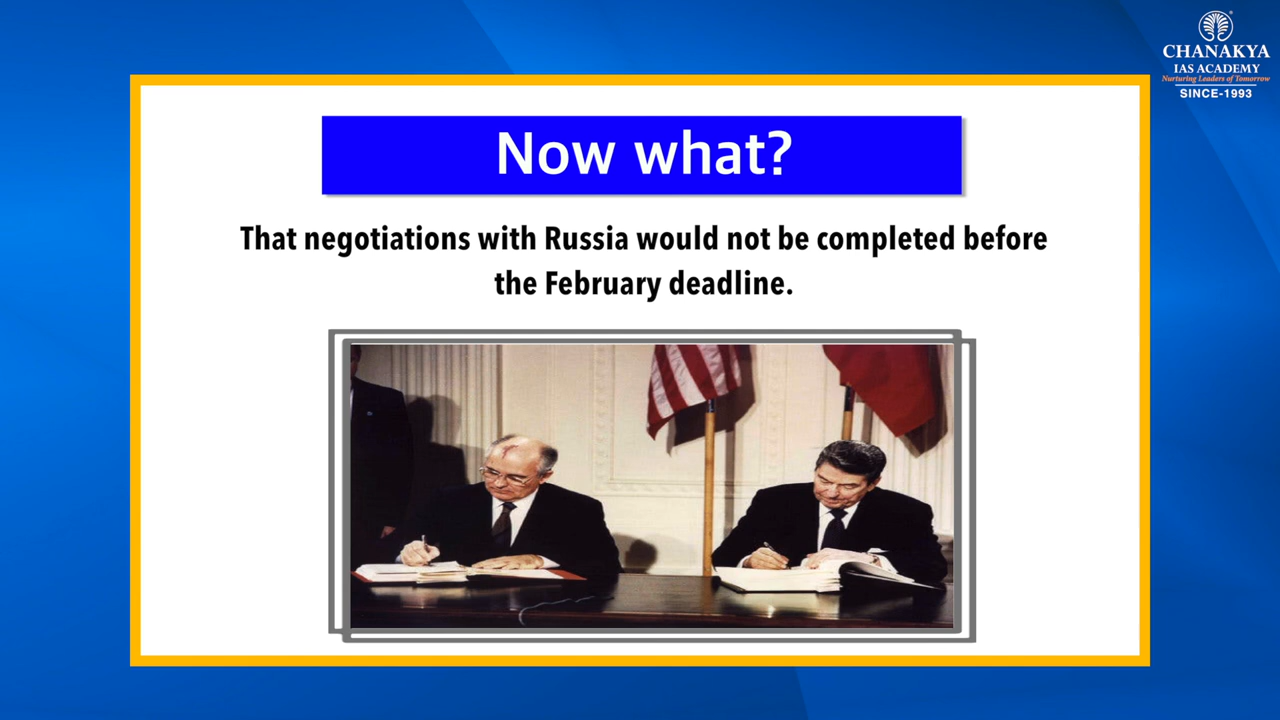 CHANAKYA
IAS ACADEMY
Nurturing Leaders of Tomorrow
SINCE-1993
Now what?
That negotiations with Russia would not be completed before
the February deadline.